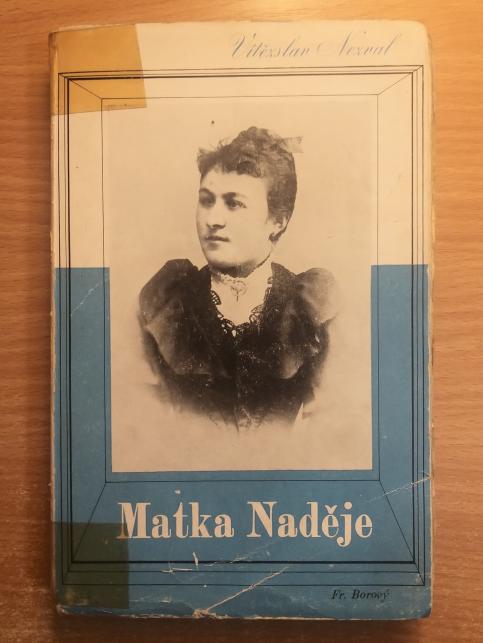 Vítězslav Nezval
Matka Naděje
Fr. Borový